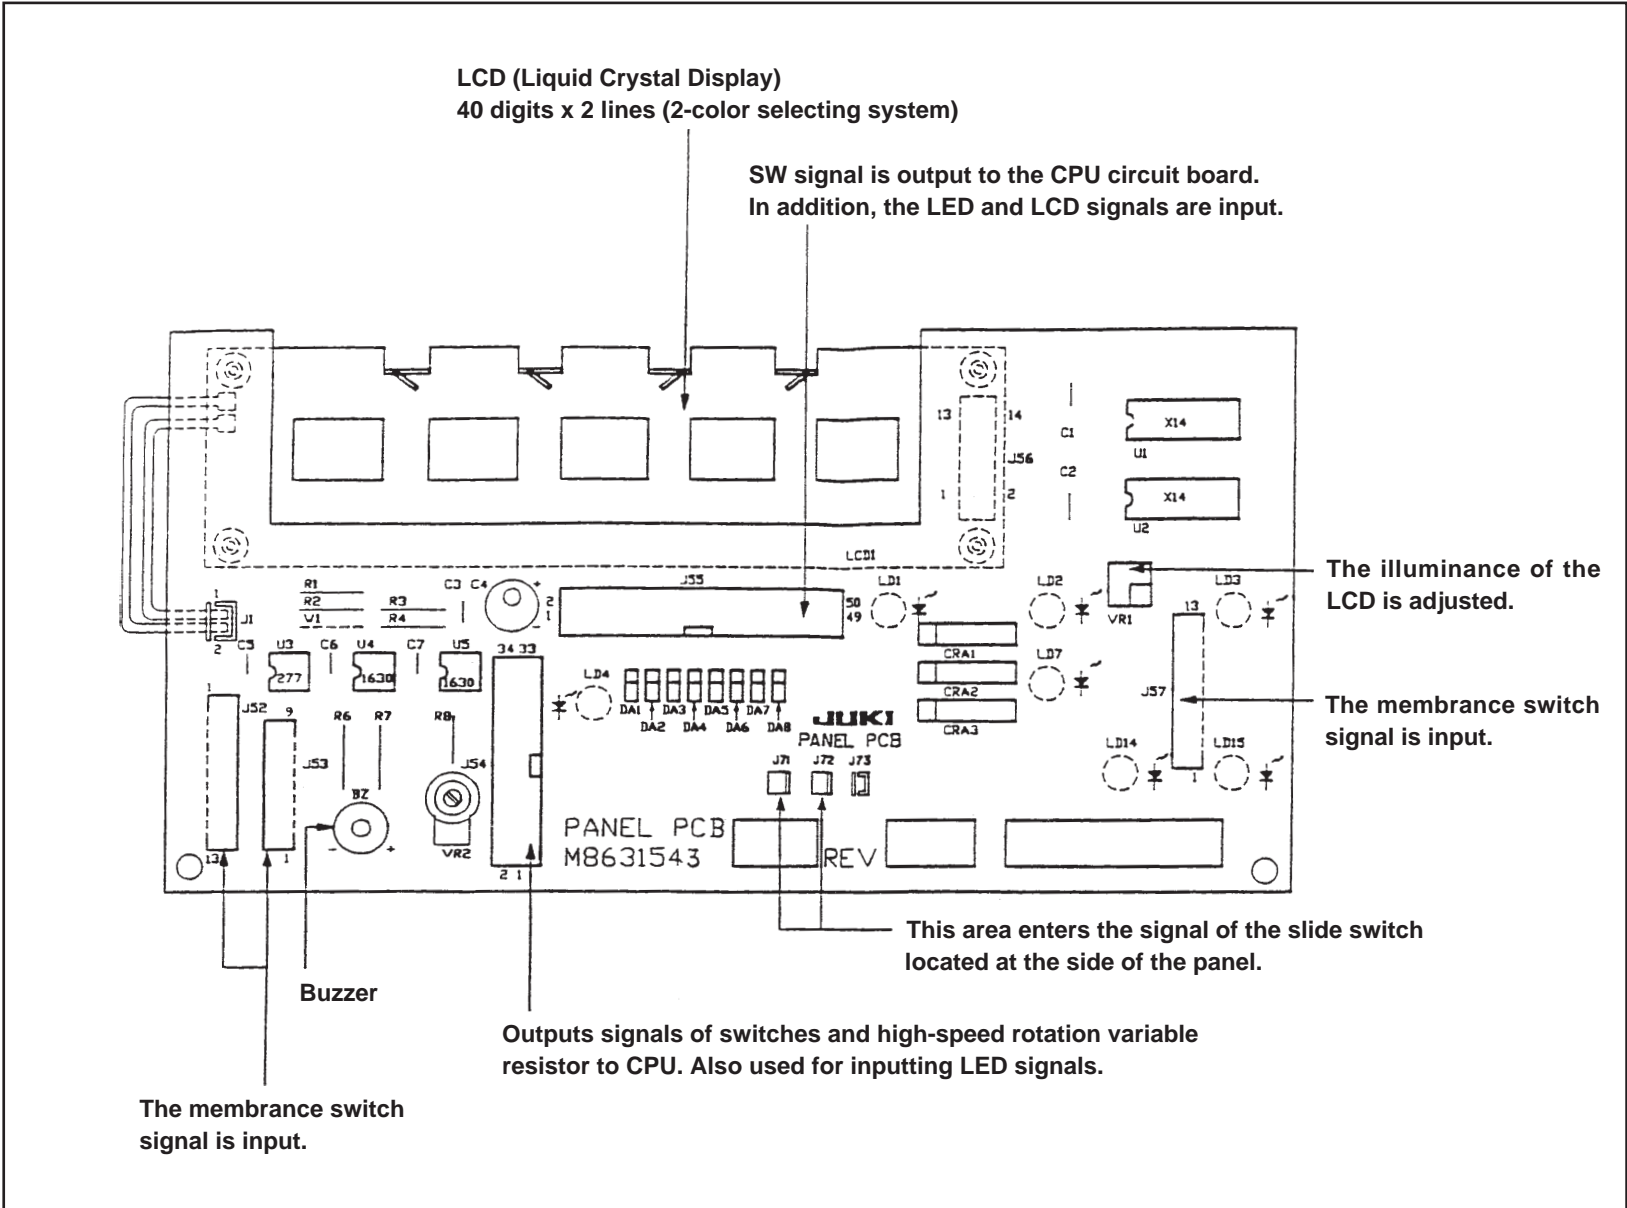 LCD (Liquid Crystal Display)
40 digits x 2 lines (2-color selecting system)
SW signal is output to the CPU circuit board.
In addition, the LED and LCD signals are input.
13
14
C1
X14
U1
J56
C2
1
2
X14
U2
LCD1
The illuminance of the
LCD is adjusted.
1
J1
2
R1
R2
W1
R3
R4
C3 C4
+
-
2
1
J55
50
49
LD1
LD2
VR1
13
LD3
C5
U3
277
C6
U4
1630
C7
U5
1630
34 33
LD4
DA1
DA2
DA3
DA4
DA5
DA6
DA7
DA8
CRA1
CRA2
CRA3
LD7
J57
The membrance switch
signal is input.
1
J52
9
J53
R6
R7
R8
J54
JUKI
PANEL PCB
J71
J72
J73
LD14
1
LD15
BZ
-
+
13
1
VR2
2 1
PANEL PCB
M8631543
REV
This area enters the signal of the slide switch
located at the side of the panel.
Buzzer
Outputs signals of switches and high-speed rotation variable
resistor to CPU. Also used for inputting LED signals.
The membrance switch
signal is input.